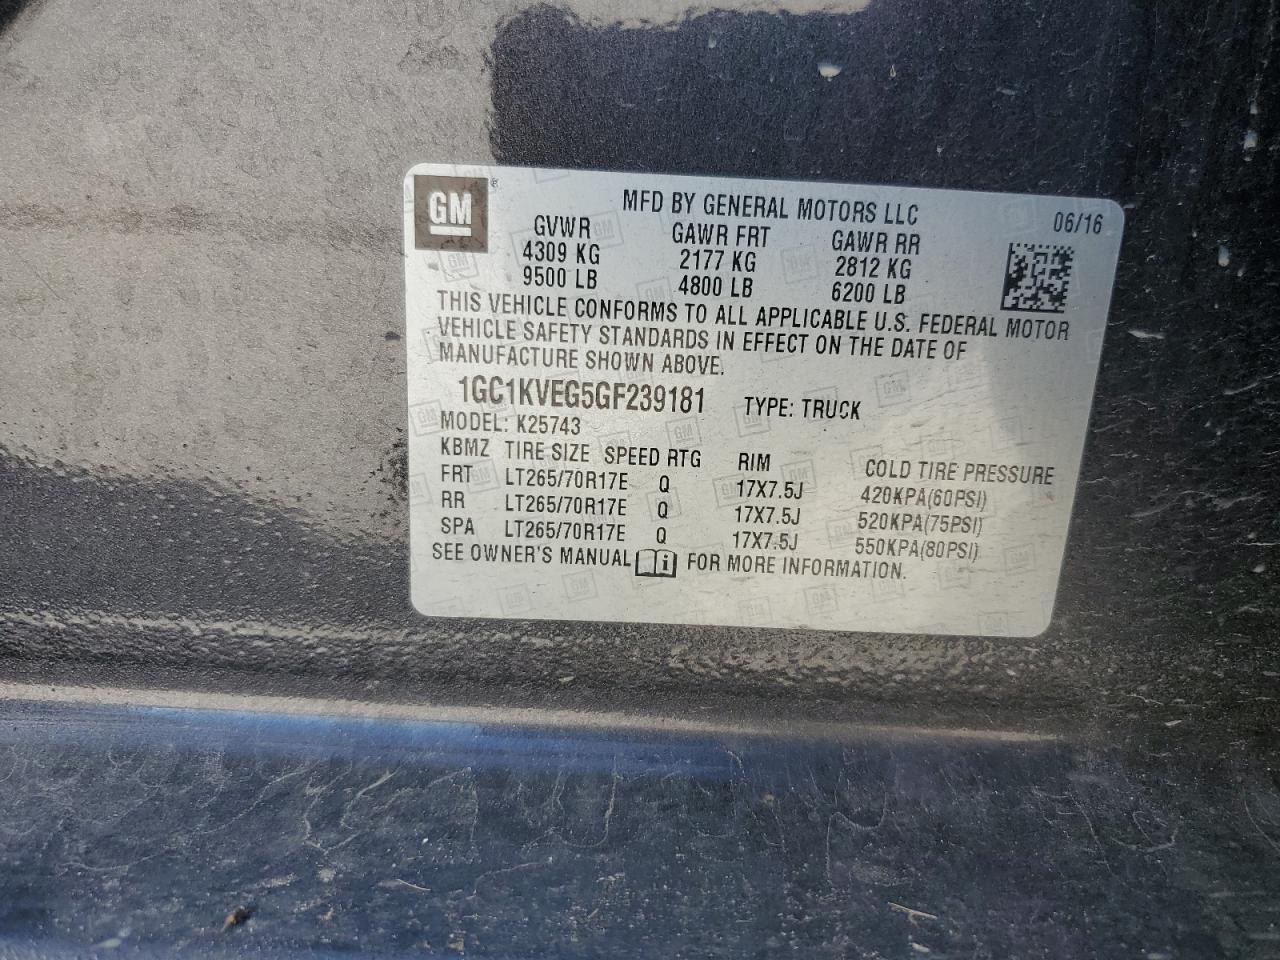 GM ®
MFD BY GENERAL MOTORS LLC 06/16
GVWR GAWR FRT GAWR RR
4309 KG 2177 KG 2812 KG
9500 LB 4800 LB 6200 LB
THIS VEHICLE CONFORMS TO ALL APPLICABLE U.S. FEDERAL MOTOR
VEHICLE SAFETY STANDARDS IN EFFECT ON THE DATE OF
MANUFACTURE SHOWN ABOVE.
1GC1KVEG5GF239181 TYPE: TRUCK
MODEL: K25743
KBMZ TIRE SIZE SPEED RTG RIM COLD TIRE PRESSURE
FRT LT265/70R17E Q 17X7.5J 420KPA(60PSI)
RR LT265/70R17E Q 17X7.5J 520KPA(75PSI)
SPA LT265/70R17E Q 17X7.5J 550KPA(80PSI)
SEE OWNER'S MANUAL i FOR MORE INFORMATION.